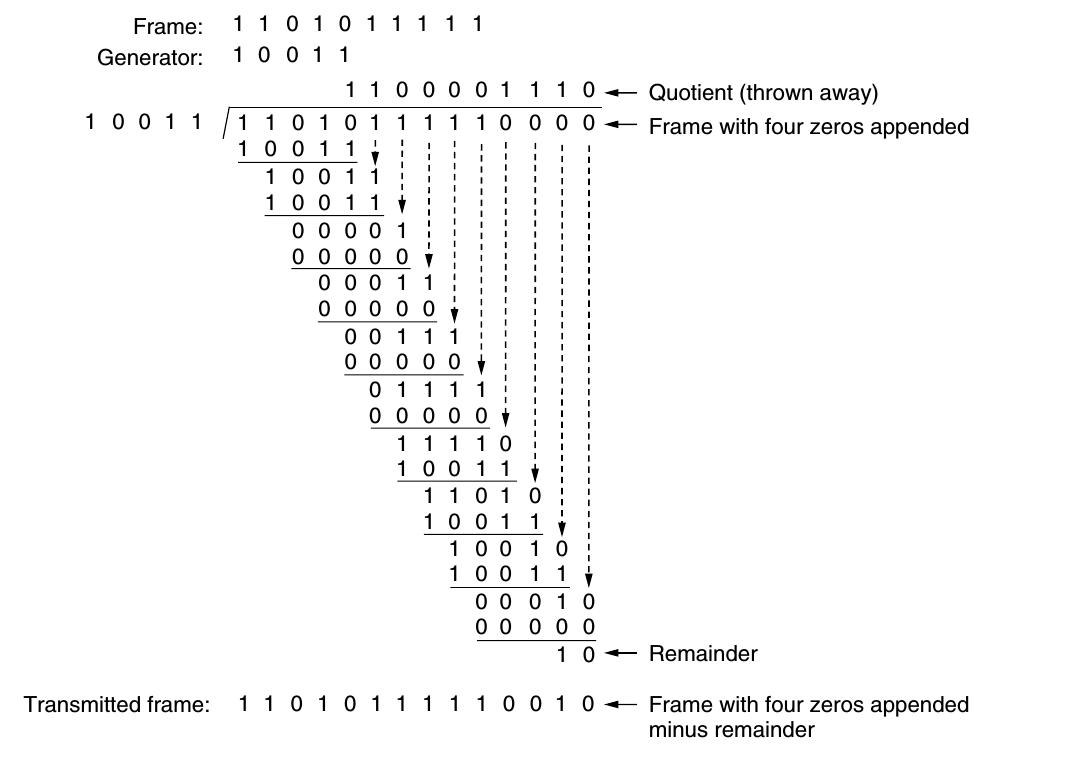 Frame: 1 1 0 1 0 1 1 1 1 1
Generator: 1 0 0 1 1
1 1 0 0 0 0 1 1 1 0 Quotient (thrown away)
1 0 0 1 1 1 1 0 1 0 1 1 1 1 1 0 0 0 0 Frame with four zeros appended
1 0 0 1 1
1 0 0 1 1
1 0 0 1 1
0 0 0 0 1
0 0 0 0 0
0 0 0 1 1
0 0 0 0 0
0 0 1 1 1
0 0 0 0 0
0 1 1 1 1
0 0 0 0 0
1 1 1 1 0
1 0 0 1 1
1 1 0 1 0
1 0 0 1 1
1 0 0 1 0
1 0 0 1 1
0 0 0 1 0
0 0 0 0 0
1 0 Remainder
Transmitted frame: 1 1 0 1 0 1 1 1 1 1 0 0 1 0 Frame with four zeros appended
minus remainder